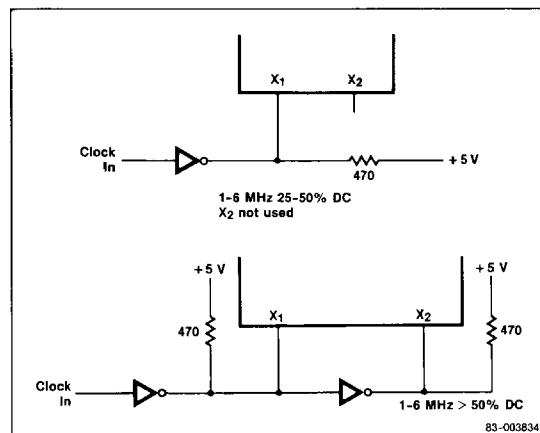 X1 X2
Clock In
+5 V
470
1-6 MHz 25-50% DC
X2 not used
+5 V +5 V
X1 X2
470 470
Clock In
1-6 MHz > 50% DC
83-003834